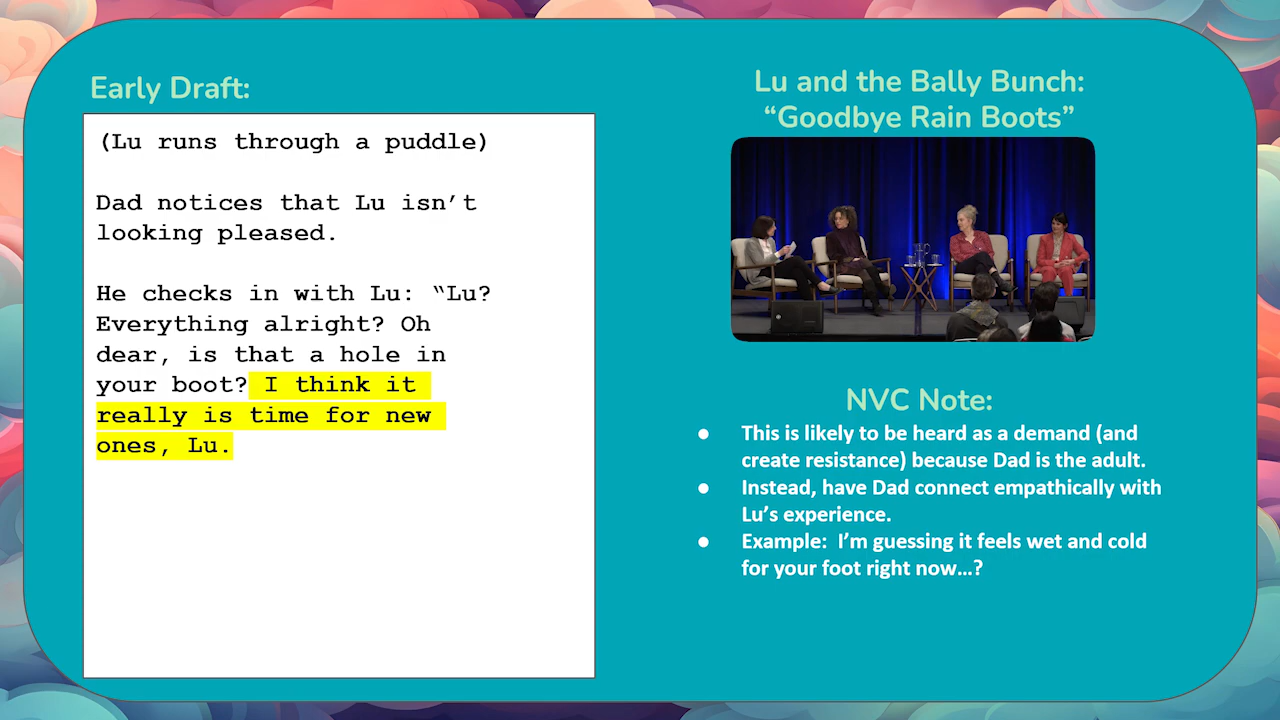 Early Draft:
(Lu runs through a puddle)
Dad notices that Lu isn’t
looking pleased.
He checks in with Lu: “Lu?
Everything alright? Oh
dear, is that a hole in
your boot? I think it
really is time for new
ones, Lu.
Lu and the Bally Bunch:
“Goodbye Rain Boots”
NVC Note:
● This is likely to be heard as a demand (and
create resistance) because Dad is the adult.
● Instead, have Dad connect empathically with
Lu’s experience.
● Example:  I’m guessing it feels wet and cold
for your foot right now…?